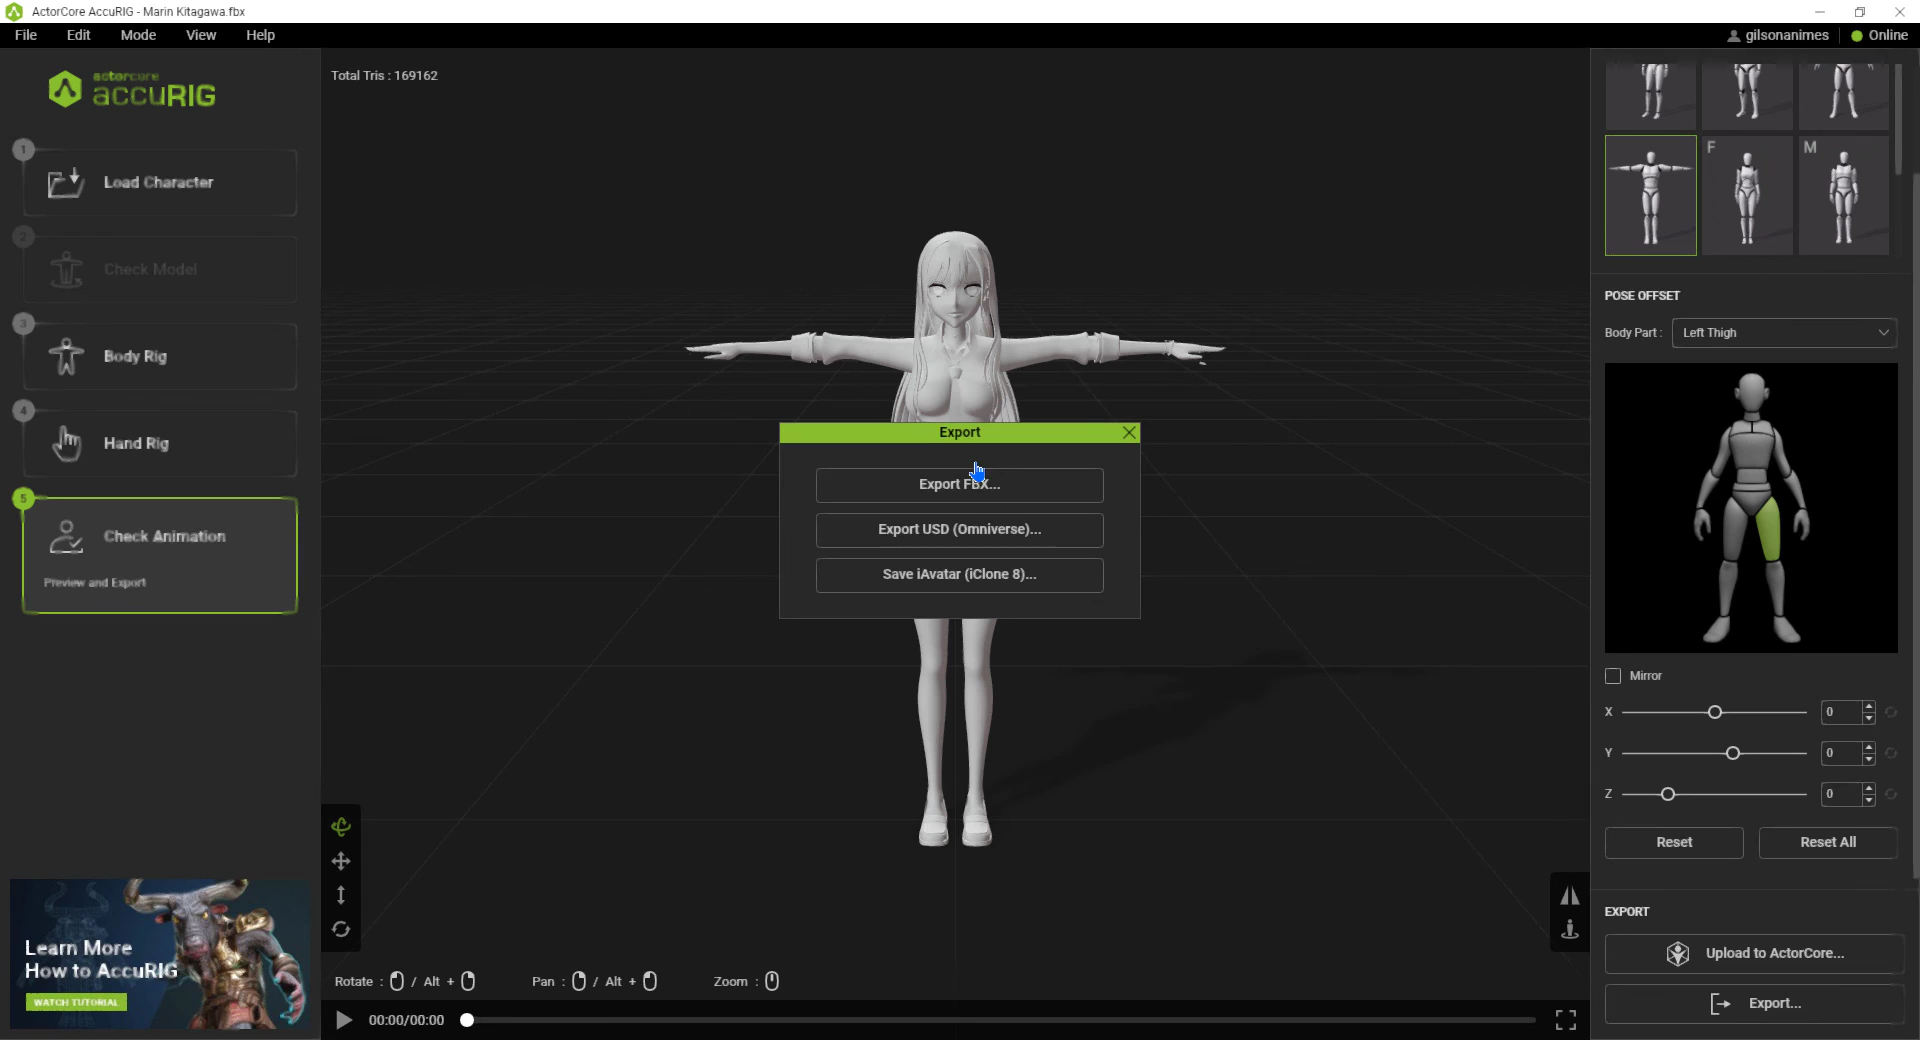 ActorCore AccuRIG - Marin Kitagawa.fbx
File Edit Mode View Help
gilsonanimes
Online
actorcore
accuRIG
Total Tris : 169162
1
Load Character
2
Check Model
3
Body Rig
4
Hand Rig
5
Check Animation
Preview and Export
Learn More
How to AccuRIG
WATCH TUTORIAL
Export
Export FBX...
Export USD (Omniverse)...
Save iAvatar (iClone 8)...
Rotate : / Alt + Pan : / Alt + Zoom :
00:00/00:00
F
M
POSE OFFSET
Body Part : Left Thigh
Mirror
X 0
Y 0
Z 0
Reset Reset All
EXPORT
Upload to ActorCore...
Export...